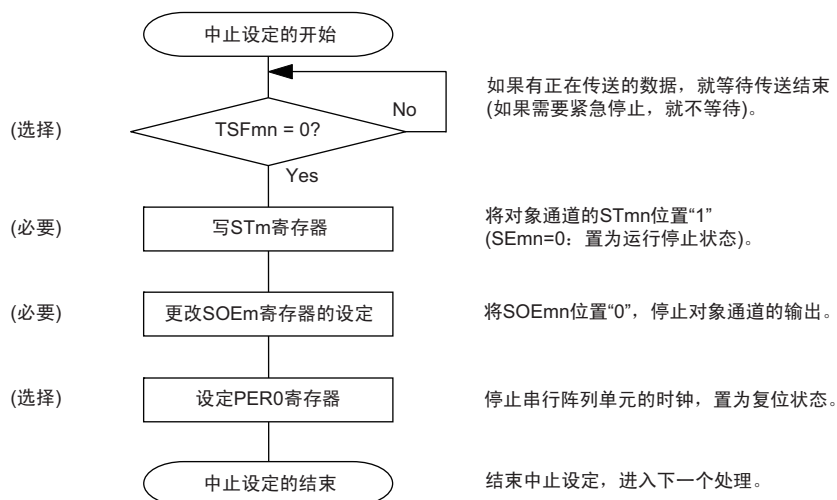 中止设定的开始
如果有正在传送的数据，就等待传送结束
(如果需要紧急停止，就不等待)。
No
(选择)
TSFmn = 0?
Yes
(必要)
写STm寄存器
将对象通道的STmn位置“1”
(SEmn=0：置为运行停止状态)。
(必要)
更改SOEm寄存器的设定
将SOEmn位置“0”，停止对象通道的输出。
(选择)
设定PER0寄存器
停止串行阵列单元的时钟，置为复位状态。
中止设定的结束
结束中止设定，进入下一个处理。